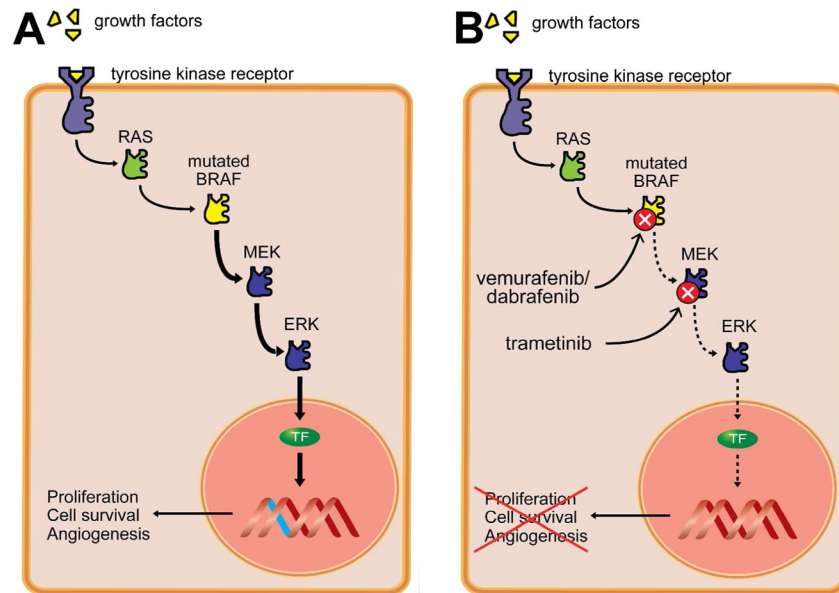 A
growth factors
tyrosine kinase receptor
RAS
mutated
BRAF
MEK
ERK
TF
Proliferation
Cell survival
Angiogenesis
B
growth factors
tyrosine kinase receptor
RAS
mutated
BRAF
MEK
vemurafenib/
dabrafenib
trametinib
ERK
TF
Proliferation
Cell survival
Angiogenesis